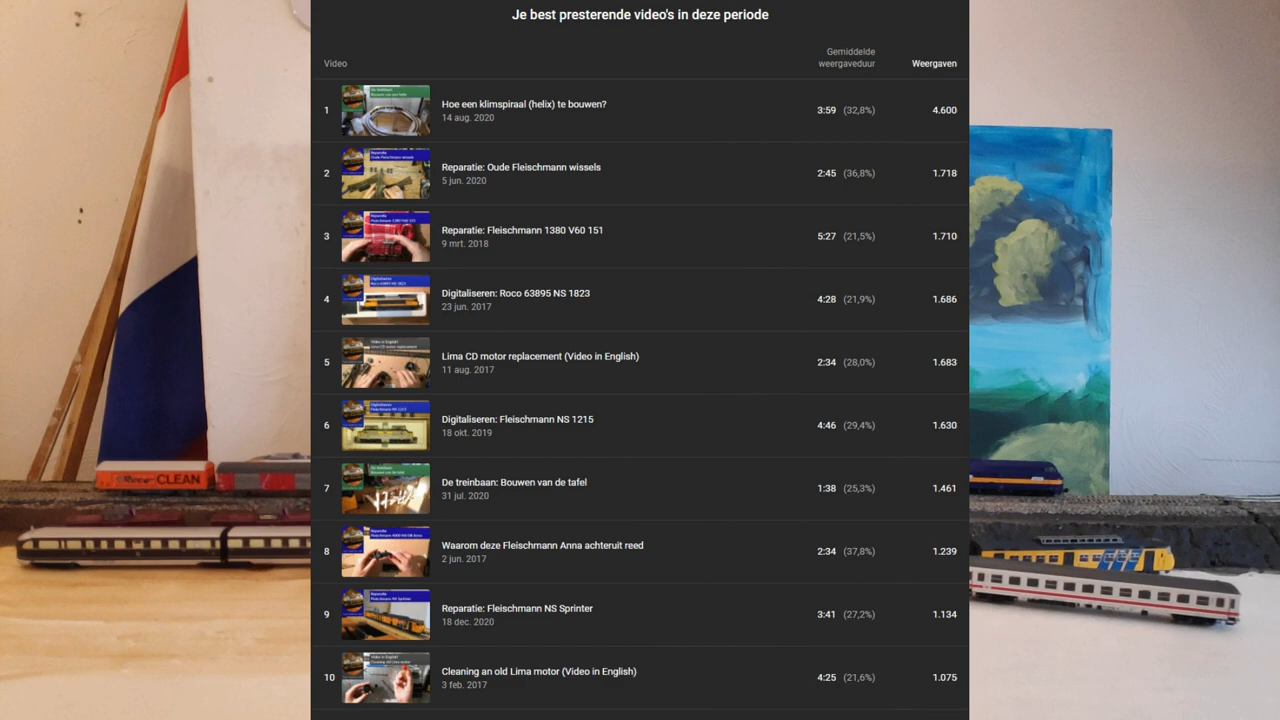 Je best presterende video's in deze periode
Video
Gemiddelde
weergaveduur
Weergaven
1
Hoe een klimspiraal (helix) te bouwen?
14 aug. 2020
3:59 (32,8%)
4.600
2
Reparatie: Oude Fleischmann wissels
5 jun. 2020
2:45 (36,8%)
1.718
3
Reparatie: Fleischmann 1380 V60 151
9 mrt. 2018
5:27 (21,5%)
1.710
4
Digitaliseren: Roco 63895 NS 1823
23 jun. 2017
4:28 (21,9%)
1.686
5
Lima CD motor replacement (Video in English)
11 aug. 2017
2:34 (28,0%)
1.683
6
Digitaliseren: Fleischmann NS 1215
18 okt. 2019
4:46 (29,4%)
1.630
7
De treinbaan: Bouwen van de tafel
31 jul. 2020
1:38 (25,3%)
1.461
8
Waarom deze Fleischmann Anna achteruit reed
2 jun. 2017
2:34 (37,8%)
1.239
9
Reparatie: Fleischmann NS Sprinter
18 dec. 2020
3:41 (27,2%)
1.134
10
Cleaning an old Lima motor (Video in English)
3 feb. 2017
4:25 (21,6%)
1.075
Roco CLEAN